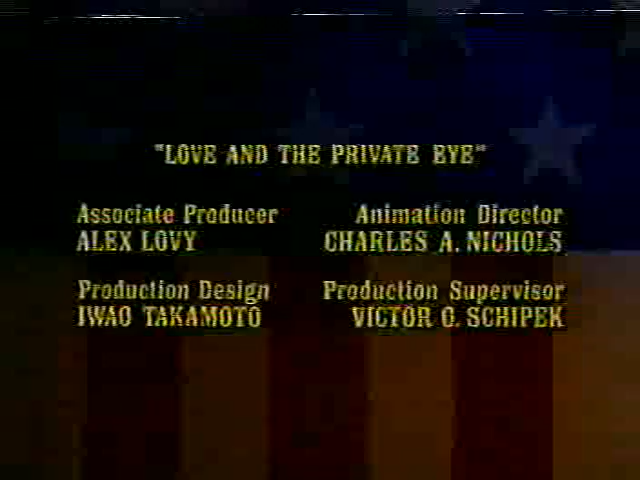 "LOVE AND THE PRIVATE EYE"
Associate Producer
ALEX LOVY
Animation Director
CHARLES A. NICHOLS
Production Design
IWAO TAKAMOTO
Production Supervisor
VICTOR O. SCHIPEK